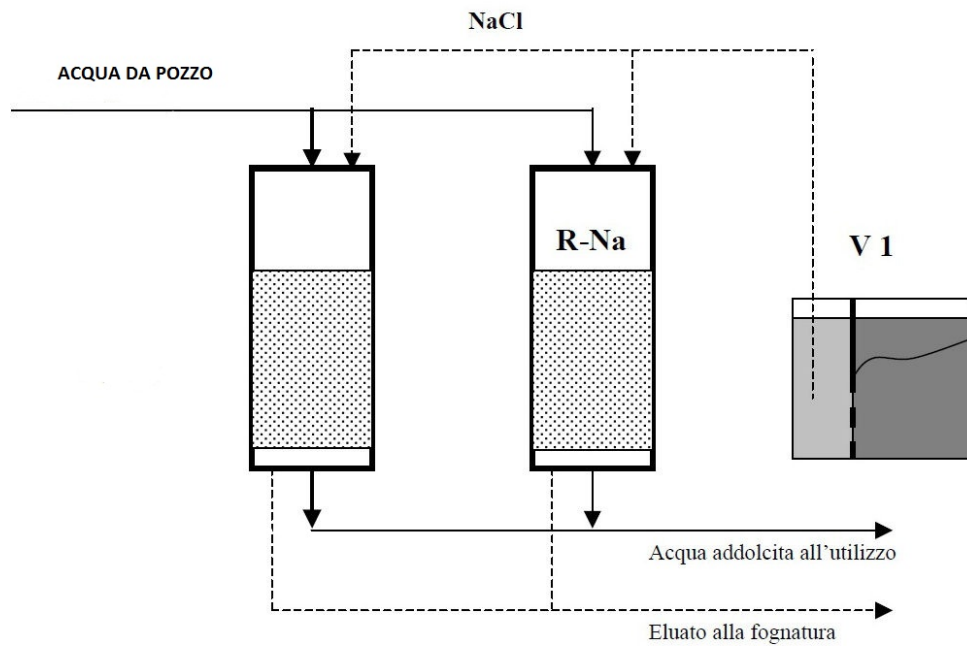 NaCl
ACQUA DA POZZO
R-Na
V 1
Acqua addolcita all'utilizzo
Eluato alla fognatura